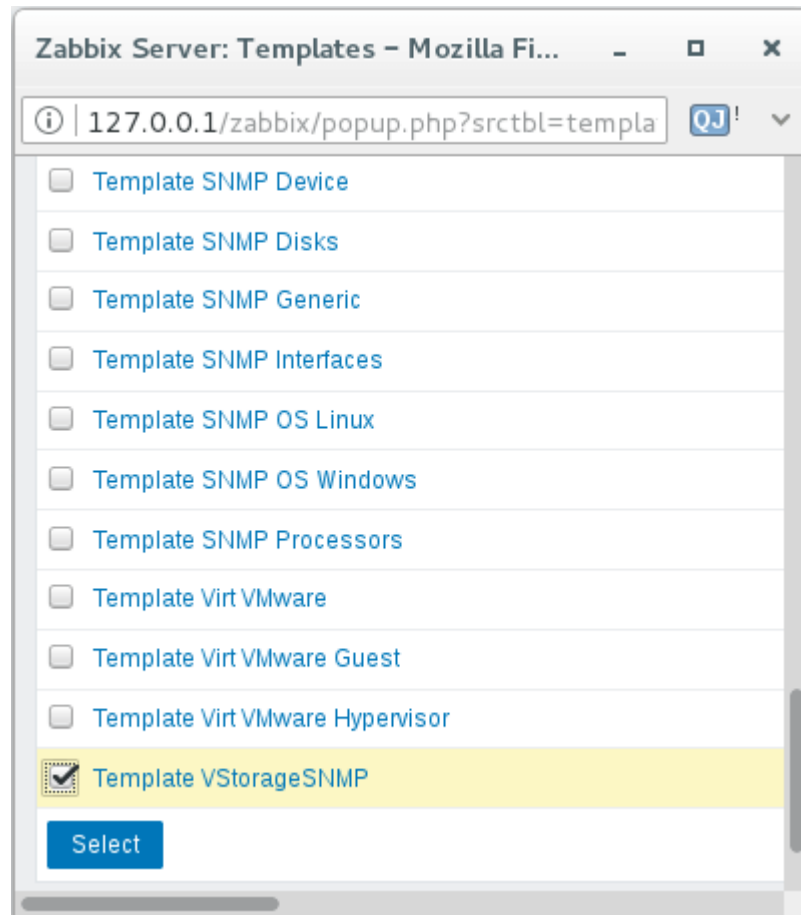 Zabbix Server: Templates – Mozilla Fi...
127.0.0.1/zabbix/popup.php?srctbl=templa
QJ !
Template SNMP Device
Template SNMP Disks
Template SNMP Generic
Template SNMP Interfaces
Template SNMP OS Linux
Template SNMP OS Windows
Template SNMP Processors
Template Virt VMware
Template Virt VMware Guest
Template Virt VMware Hypervisor
Template VStorageSNMP
Select